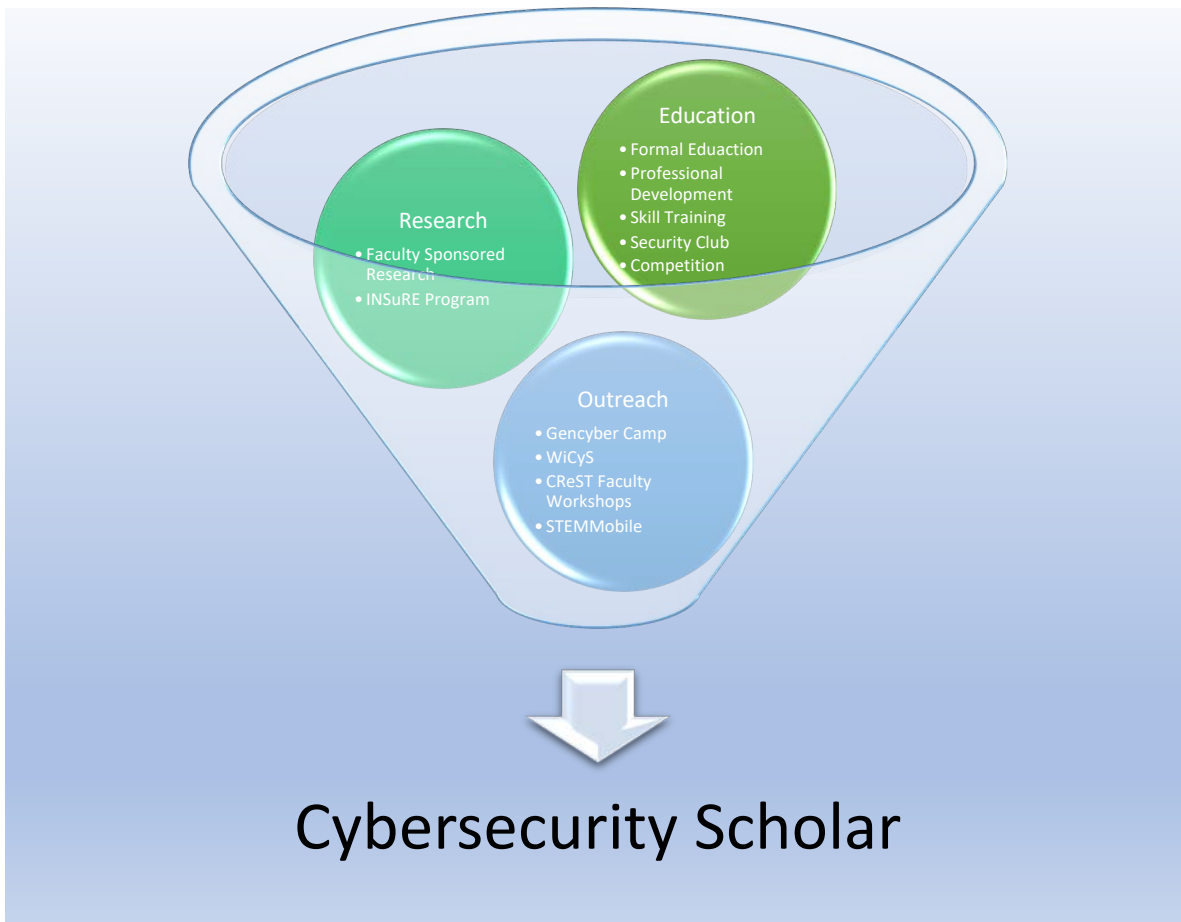 Education
• Formal Eduaction
• Professional
Development
• Skill Training
• Security Club
• Competition
Research
• Faculty Sponsored
Research
• INSuRE Program
Outreach
• Gencyber Camp
• WiCyS
• CReST Faculty
Workshops
• STEMMobile
Cybersecurity Scholar